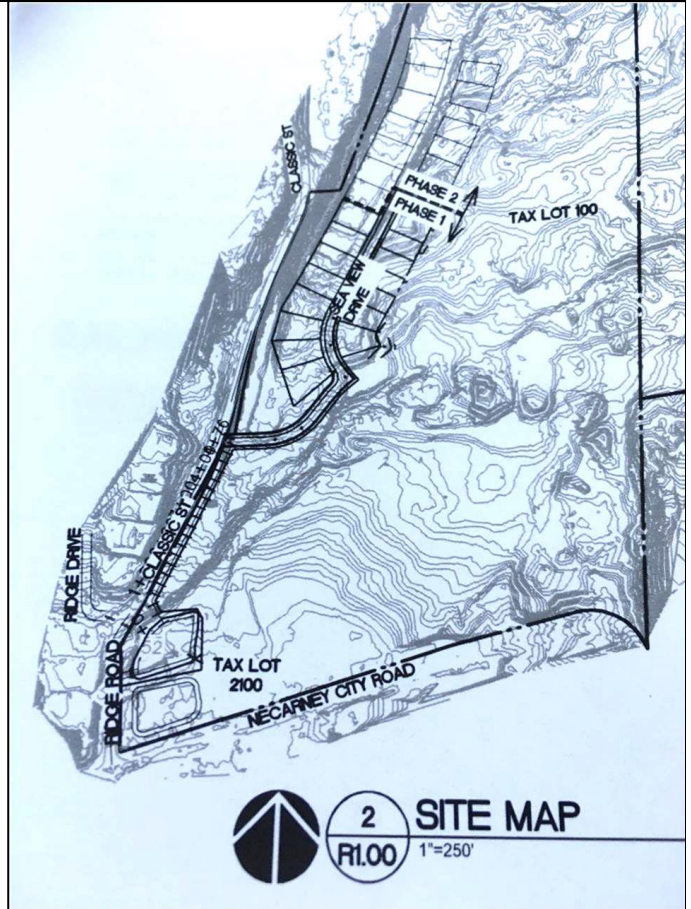 CLASSIC ST
PHASE 2
PHASE 1
TAX LOT 100
SEA VIEW
DRIVE
CLASSIC ST
RIDGE DRIVE
RIDGE ROAD
TAX LOT
2100
NECARNEY CITY ROAD
2
R1.00
SITE MAP
1"=250'